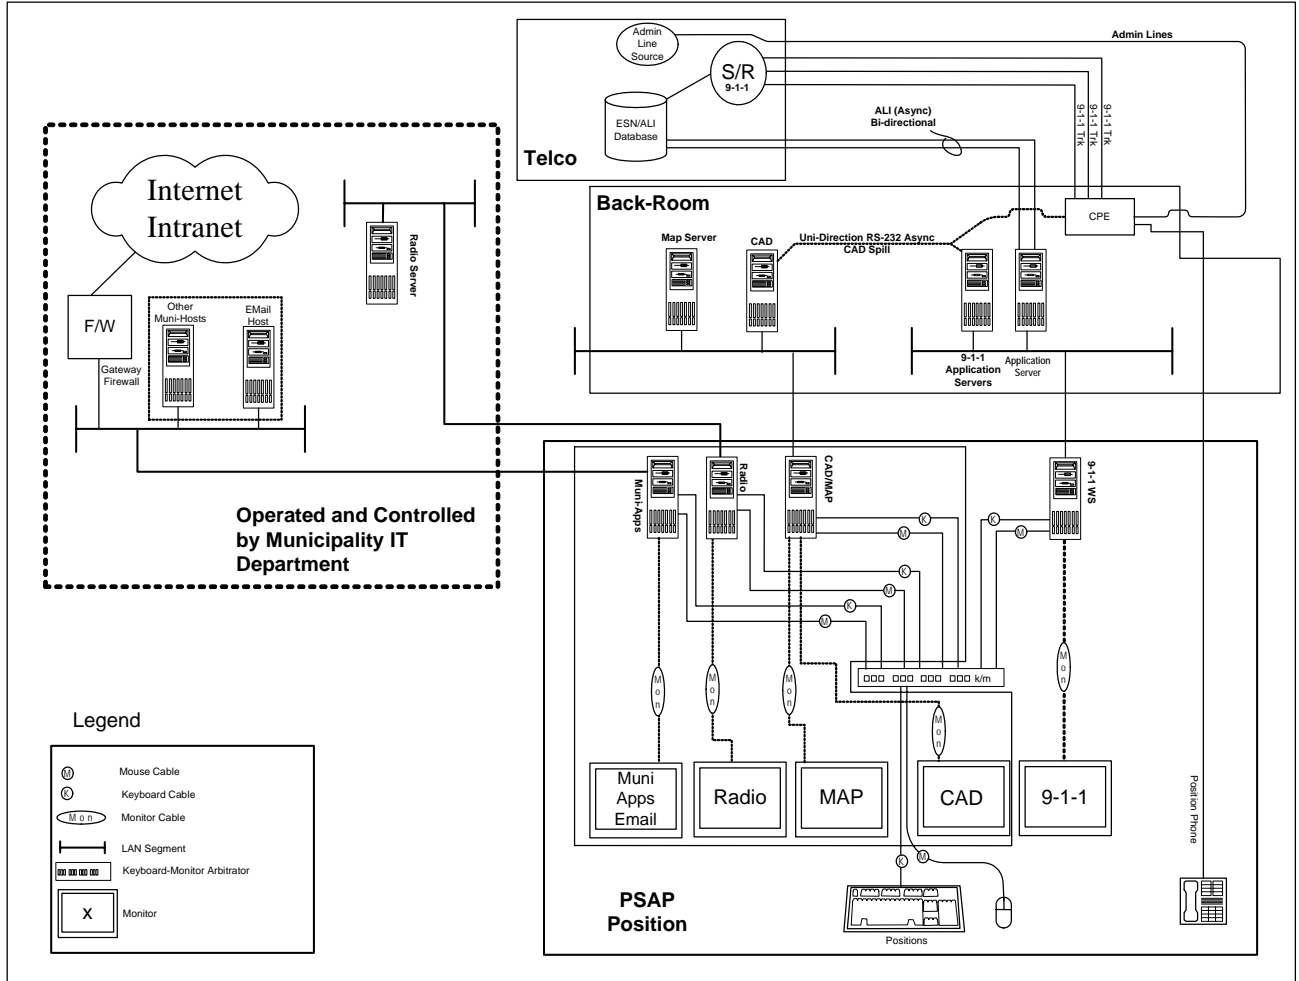 Admin
Line
Source
Admin Lines
S/R
9-1-1
ESN/ALI
Database
Telco
ALI (Async)
Bi-directional
9-1-1 Trk
9-1-1 Trk
9-1-1 Trk
Internet
Intranet
Radio Server
F/W
Other
Muni-Hosts
EMail
Host
Gateway
Firewall
Operated and Controlled
by Municipality IT
Department
Back-Room
Map Server
CAD
Uni-Direction RS-232 Async
CAD Spill
CPE
9-1-1
Application
Servers
Application
Server
Muni-Apps
Radio
CAD/MAP
9-1-1 WS
K
M
K
M
K
M
K
M
k/m
Mon
Mon
Mon
Mon
Mon
Muni
Apps
Email
Radio
MAP
CAD
9-1-1
K
M
Positions
PSAP
Position
Position Phone
Legend
M
Mouse Cable
K
Keyboard Cable
Mon
Monitor Cable
LAN Segment
Keyboard-Monitor Arbitrator
X
Monitor